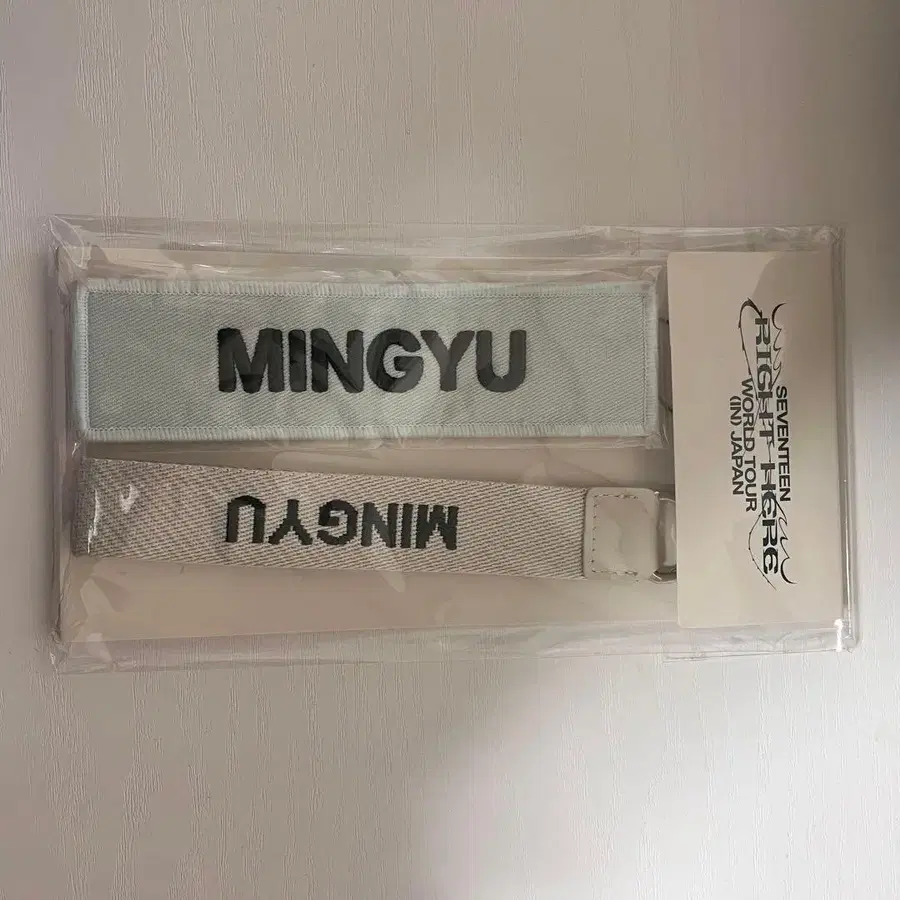 MINGYU
MINGYU
SEVENTEEN
RIGHT HERE
WORLD TOUR
(IN) JAPAN